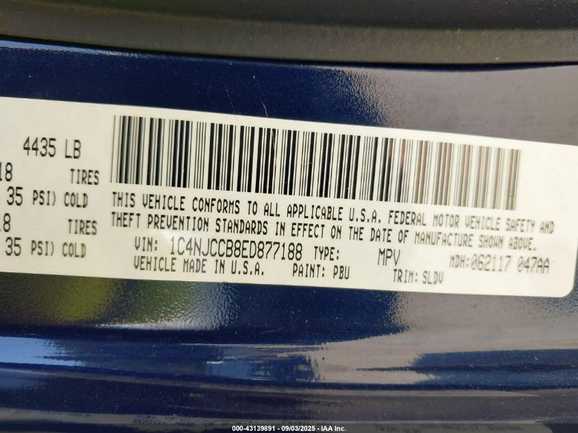 4435 LB
18 TIRES
35 PSI) COLD
8 TIRES
35 PSI) COLD
THIS VEHICLE CONFORMS TO ALL APPLICABLE U.S.A. FEDERAL MOTOR VEHICLE SAFETY AND
THEFT PREVENTION STANDARDS IN EFFECT ON THE DATE OF MANUFACTURE SHOWN ABOVE.
VIN: 1C4NJCCB8ED877188 TYPE: MPV MDH: 062117 047AA
VEHICLE MADE IN U.S.A. PAINT: PBU TRIM: SLDV
000-43139891 - 09/03/2025 - IAA Inc.